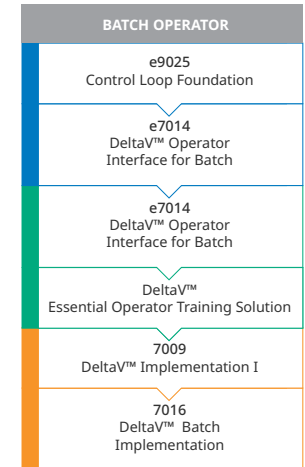 BATCH OPERATOR
e9025
Control Loop Foundation
e7014
DeltaV™ Operator
Interface for Batch
e7014
DeltaV™ Operator
Interface for Batch
DeltaV™
Essential Operator Training Solution
7009
DeltaV™ Implementation I
7016
DeltaV™ Batch
Implementation